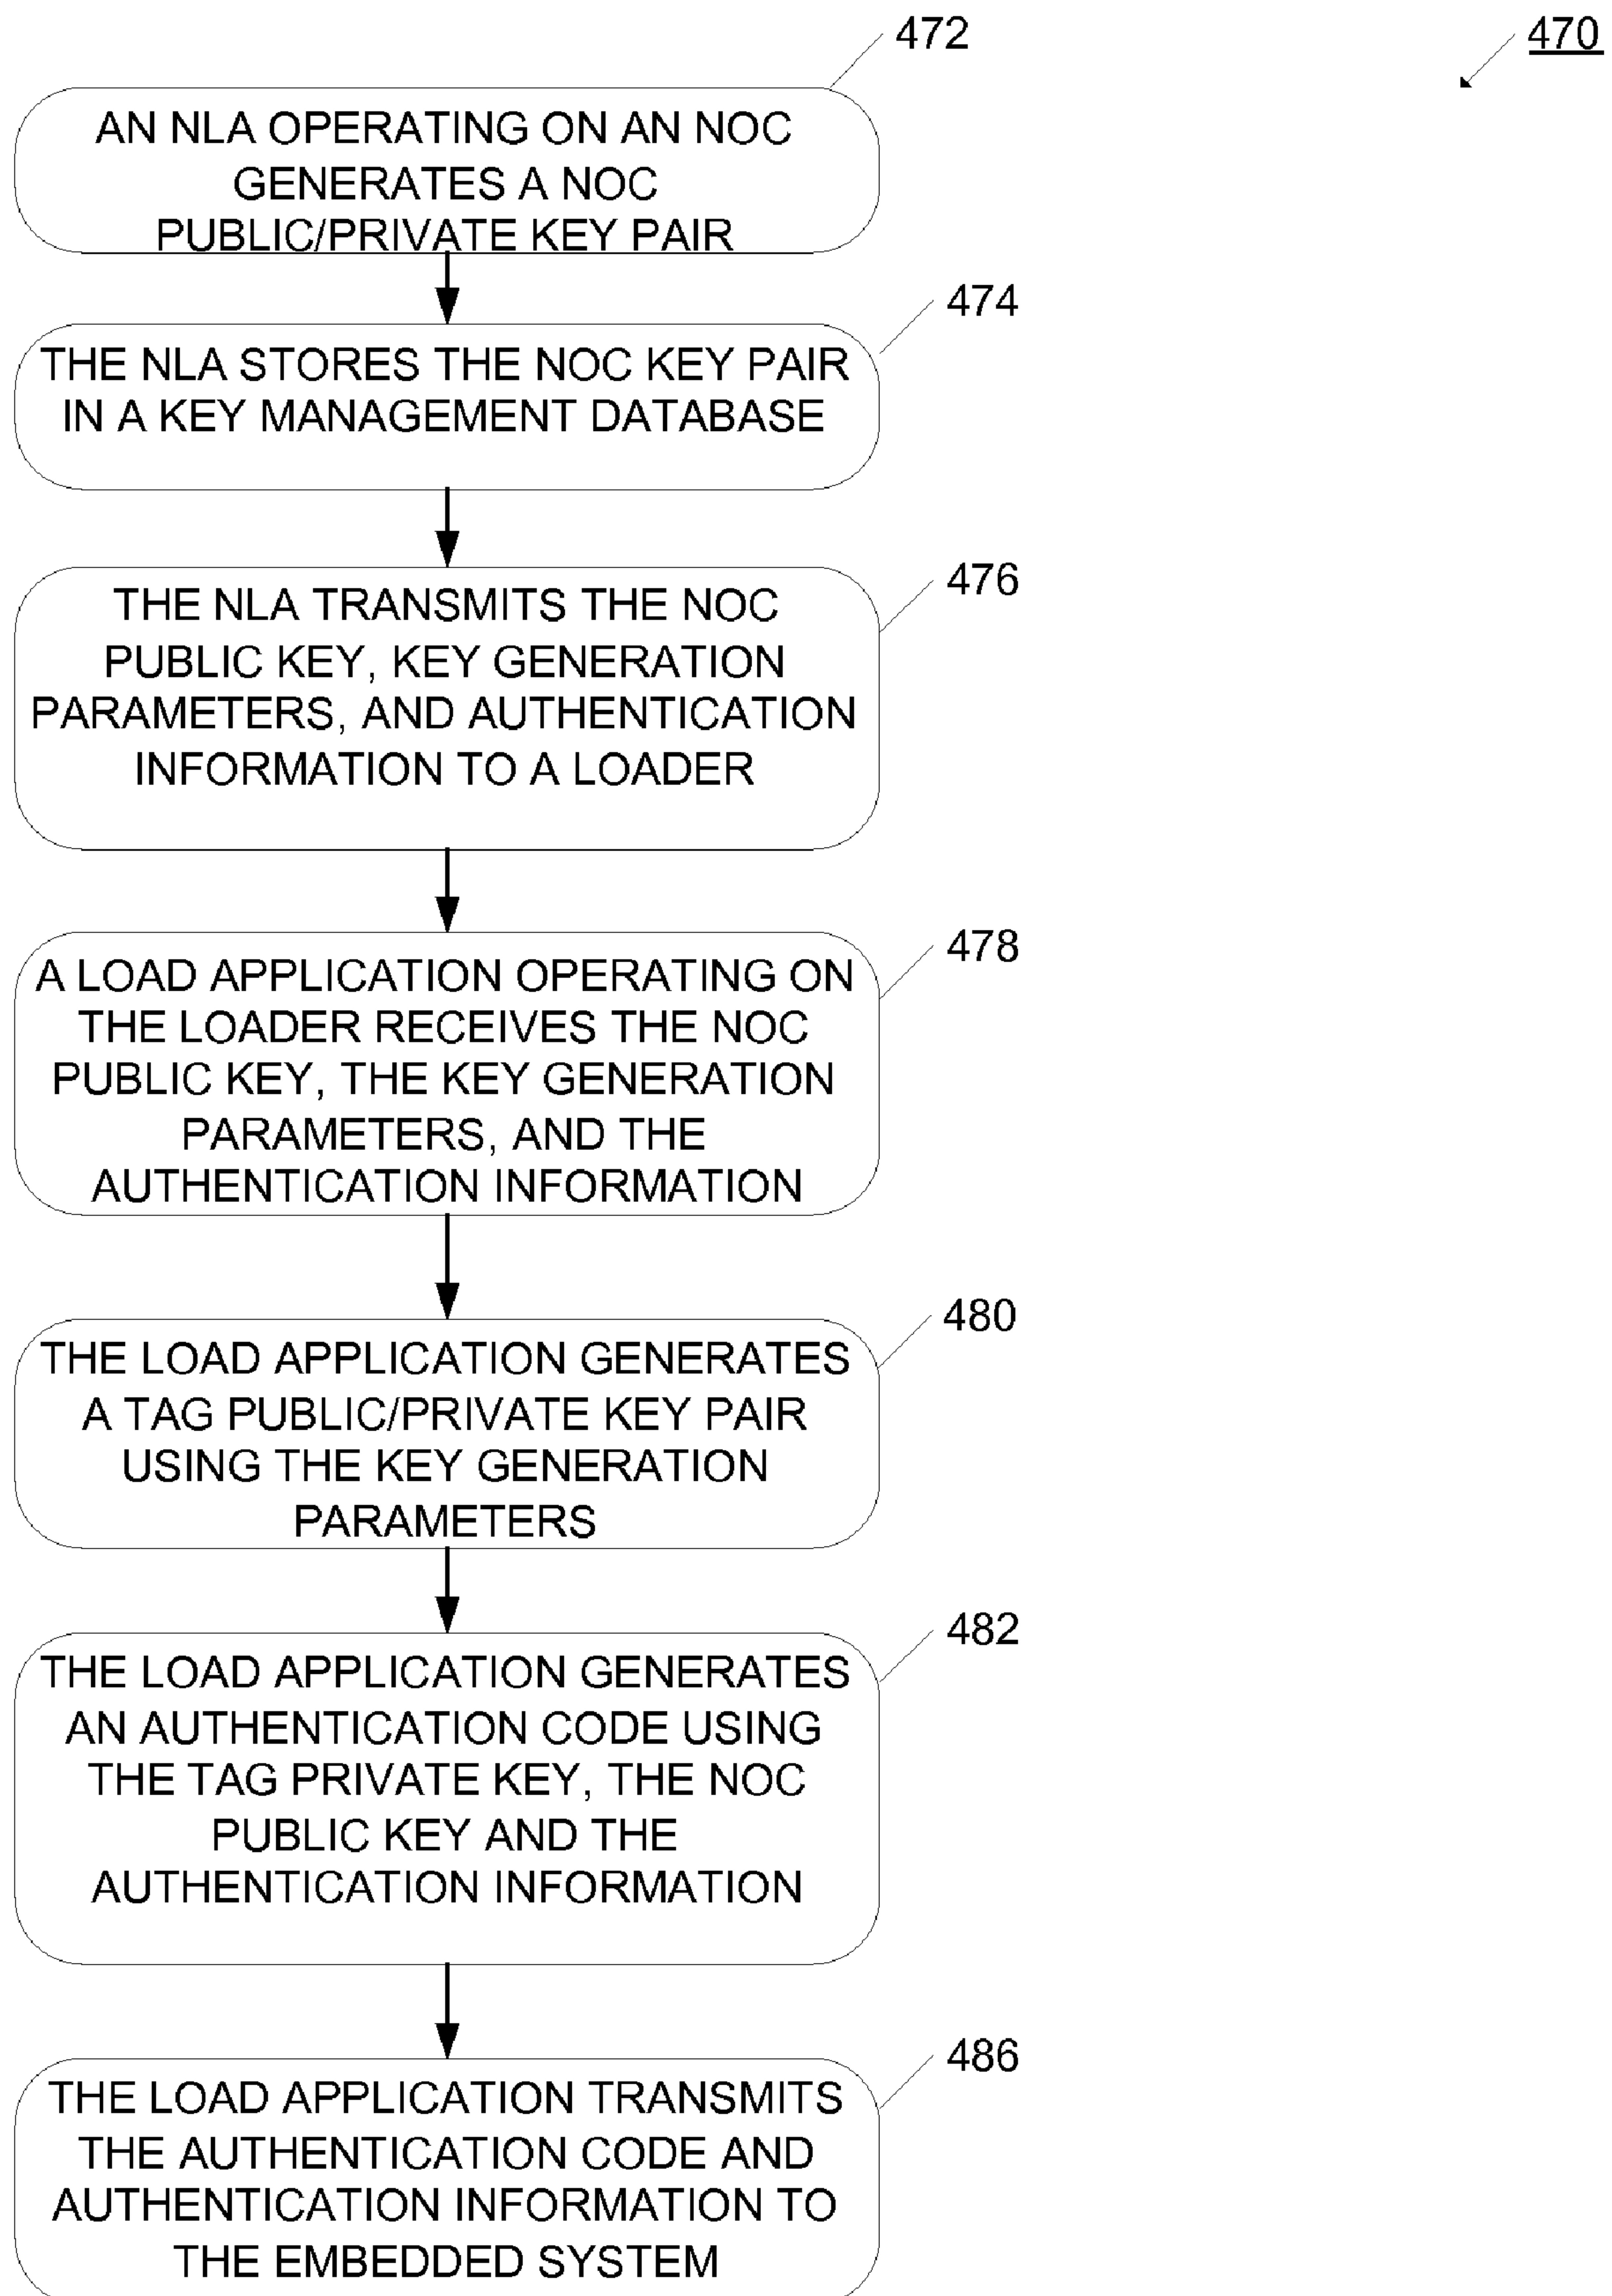 472
470
AN NLA OPERATING ON AN NOC
GENERATES A NOC
PUBLIC/PRIVATE KEY PAIR
474
THE NLA STORES THE NOC KEY PAIR
IN A KEY MANAGEMENT DATABASE
476
THE NLA TRANSMITS THE NOC
PUBLIC KEY, KEY GENERATION
PARAMETERS, AND AUTHENTICATION
INFORMATION TO A LOADER
478
A LOAD APPLICATION OPERATING ON
THE LOADER RECEIVES THE NOC
PUBLIC KEY, THE KEY GENERATION
PARAMETERS, AND THE
AUTHENTICATION INFORMATION
480
THE LOAD APPLICATION GENERATES
A TAG PUBLIC/PRIVATE KEY PAIR
USING THE KEY GENERATION
PARAMETERS
482
THE LOAD APPLICATION GENERATES
AN AUTHENTICATION CODE USING
THE TAG PRIVATE KEY, THE NOC
PUBLIC KEY AND THE
AUTHENTICATION INFORMATION
486
THE LOAD APPLICATION TRANSMITS
THE AUTHENTICATION CODE AND
AUTHENTICATION INFORMATION TO
THE EMBEDDED SYSTEM